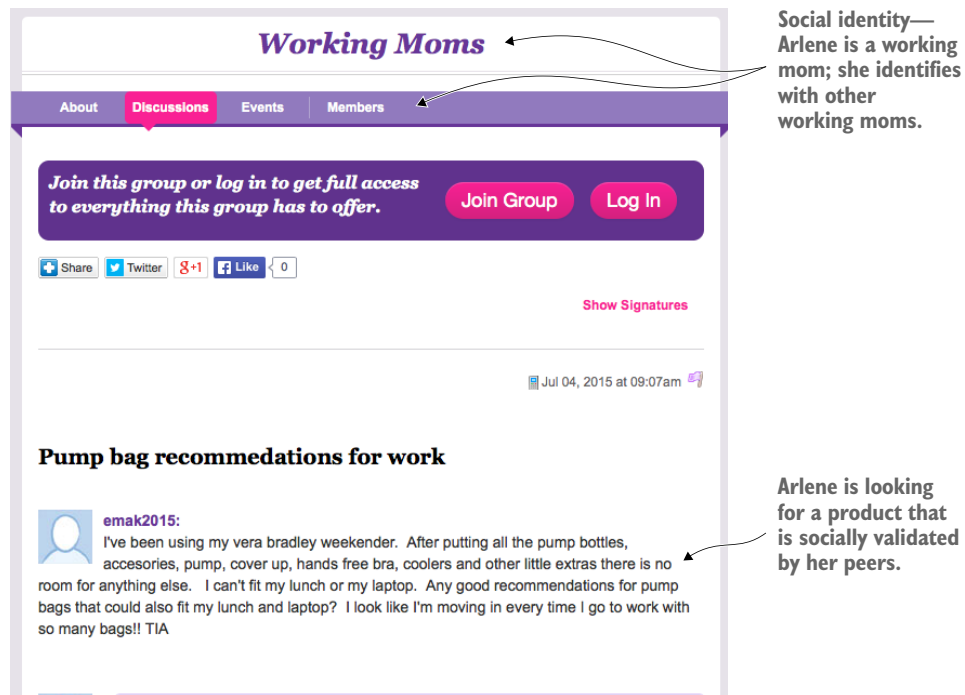 Working Moms
Social identity—
Arlene is a working
mom; she identifies
with other
working moms.
About Discussions Events Members
Join this group or log in to get full access
to everything this group has to offer.
Join Group Log In
Share Twitter g+1 Like 0
Show Signatures
Jul 04, 2015 at 09:07am
Pump bag recommedations for work
emak2015:
I've been using my vera bradley weekender. After putting all the pump bottles,
accesories, pump, cover up, hands free bra, coolers and other little extras there is no
room for anything else. I can't fit my lunch or my laptop. Any good recommendations for pump
bags that could also fit my lunch and laptop? I look like I'm moving in every time I go to work with
so many bags!! TIA
Arlene is looking
for a product that
is socially validated
by her peers.